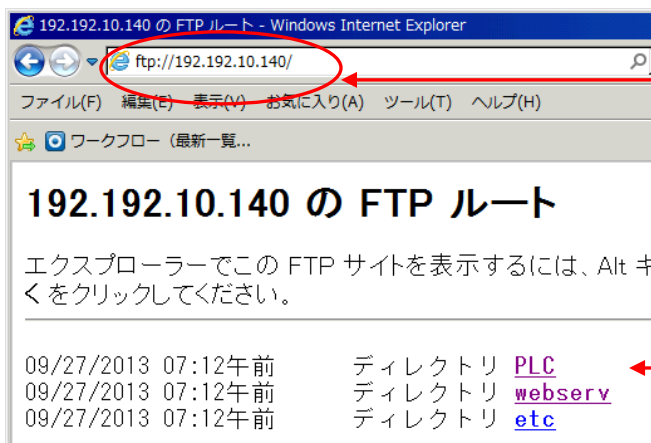 192.192.10.140 の FTP ルート - Windows Internet Explorer
ftp://192.192.10.140/
ファイル(F) 編集(E) 表示(V) お気に入り(A) ツール(T) ヘルプ(H)
ワークフロー（最新一覧...
192.192.10.140 の FTP ルート
エクスプローラーでこの FTP サイトを表示するには、Alt キ
くをクリックしてください。
09/27/2013 07:12午前 ディレクトリ PLC
09/27/2013 07:12午前 ディレクトリ webserv
09/27/2013 07:12午前 ディレクトリ etc